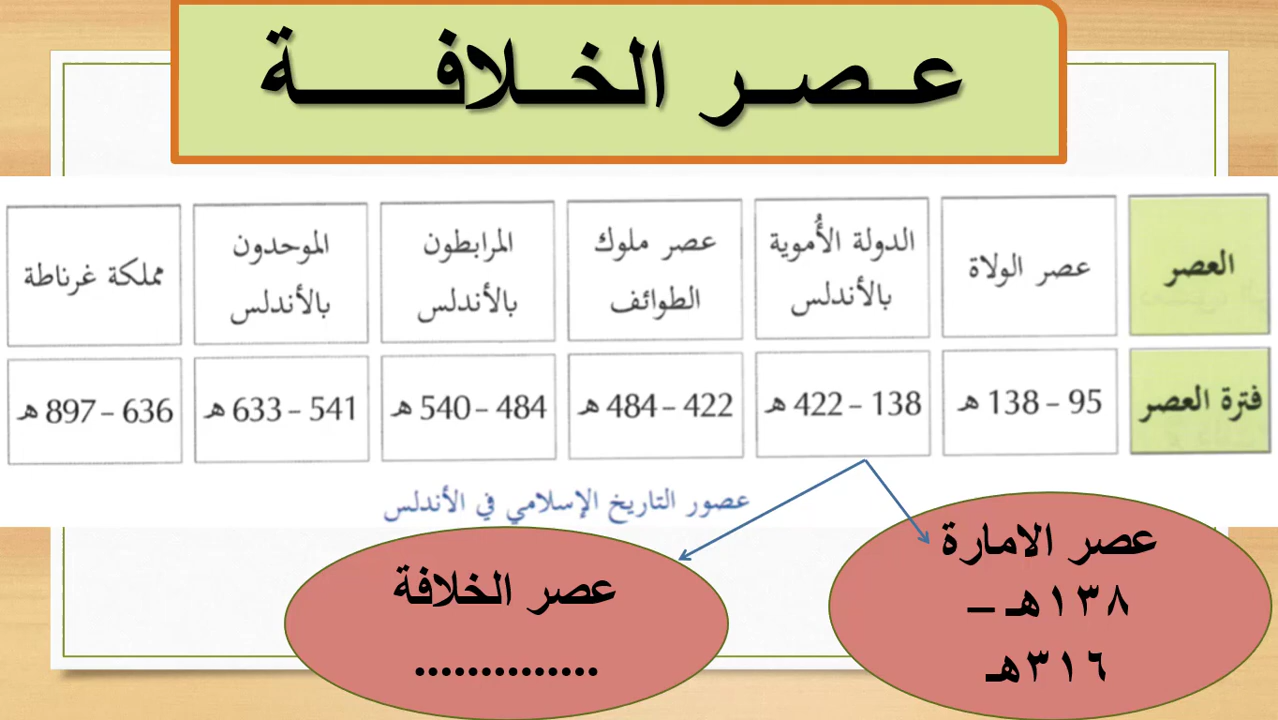 عصر الخلافة
العصر
عصر الولاة
الدولة الأُموية
بالأندلس
عصر ملوك
الطوائف
المرابطون
بالأندلس
الموحدون
بالأندلس
مملكة غرناطة
فترة العصر
95 – 138 هـ
138 – 422 هـ
422 – 484 هـ
484 – 540 هـ
541 – 633 هـ
636 – 897 هـ
عصور التاريخ الإسلامي في الأندلس
عصر الامارة
١٣٨هـ –
٣١٦هـ
عصر الخلافة
..............